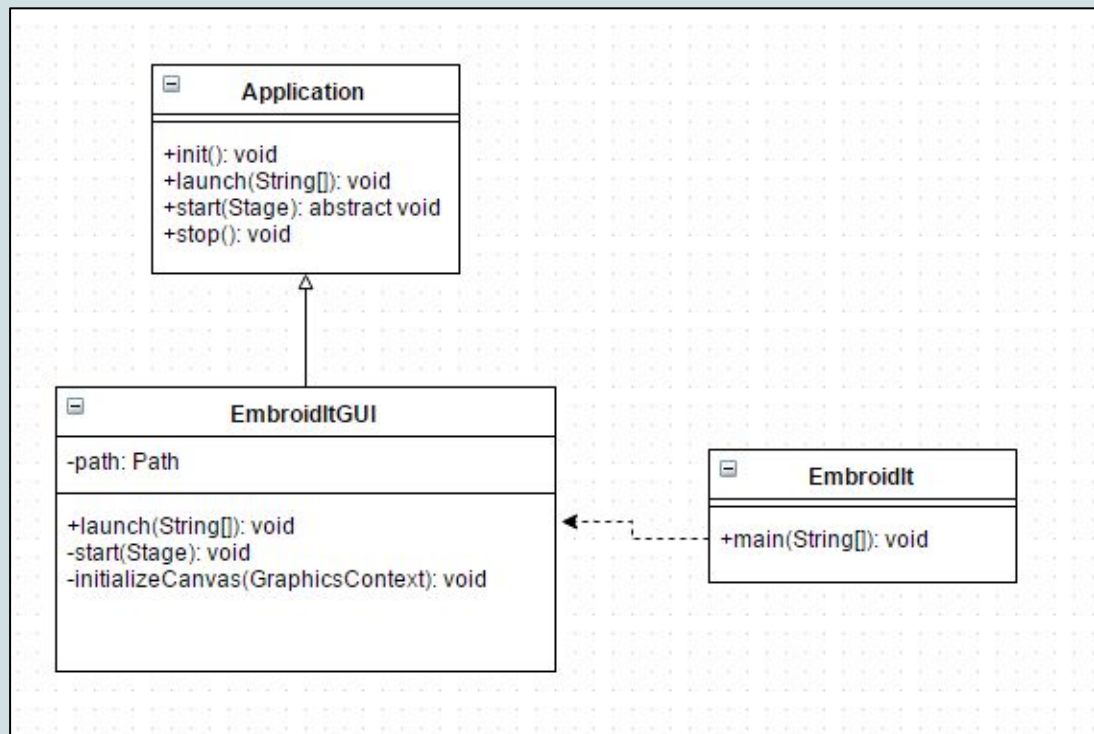 Application
+init(): void
+launch(String[]): void
+start(Stage): abstract void
+stop(): void
EmbroidItGUI
-path: Path
+launch(String[]): void
-start(Stage): void
-initializeCanvas(GraphicsContext): void
EmbroidIt
+main(String[]): void